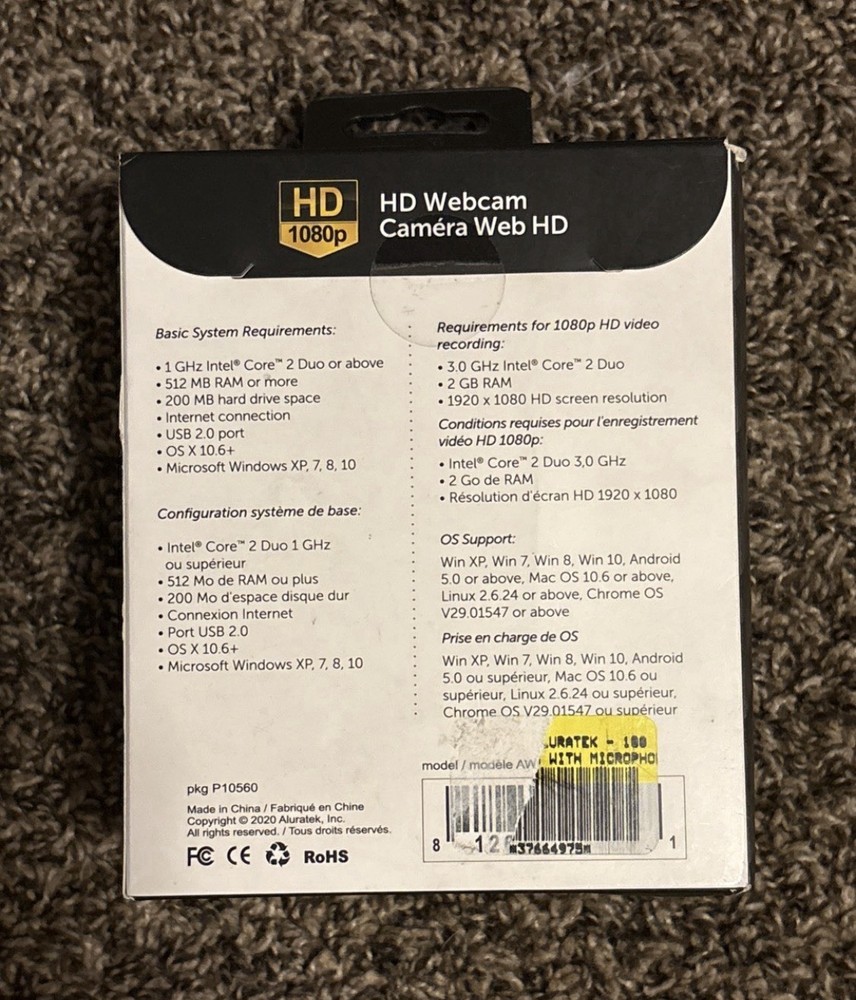 HD
1080p
HD Webcam
Caméra Web HD
Basic System Requirements:
• 1 GHz Intel® Core™ 2 Duo or above
• 512 MB RAM or more
• 200 MB hard drive space
• Internet connection
• USB 2.0 port
• OS X 10.6+
• Microsoft Windows XP, 7, 8, 10
Configuration système de base:
• Intel® Core™ 2 Duo 1 GHz
ou supérieur
• 512 Mo de RAM ou plus
• 200 Mo d'espace disque dur
• Connexion Internet
• Port USB 2.0
• OS X 10.6+
• Microsoft Windows XP, 7, 8, 10
Requirements for 1080p HD video
recording:
• 3.0 GHz Intel® Core™ 2 Duo
• 2 GB RAM
• 1920 x 1080 HD screen resolution
Conditions requises pour l'enregistrement
vidéo HD 1080p:
• Intel® Core™ 2 Duo 3,0 GHz
• 2 Go de RAM
• Résolution d'écran HD 1920 x 1080
OS Support:
Win XP, Win 7, Win 8, Win 10, Android
5.0 or above, Mac OS 10.6 or above,
Linux 2.6.24 or above, Chrome OS
V29.01547 or above
Prise en charge de OS
Win XP, Win 7, Win 8, Win 10, Android
5.0 ou supérieur, Mac OS 10.6 ou
supérieur, Linux 2.6.24 ou supérieur,
Chrome OS V29.01547 ou supérieur
pkg P10560
Made in China / Fabriqué en Chine
Copyright © 2020 Aluratek, Inc.
All rights reserved. / Tous droits réservés.
FC CE RoHS
URATEK - 108
model / modèle AW
WITH MICROPHO
8 12 1
37664975